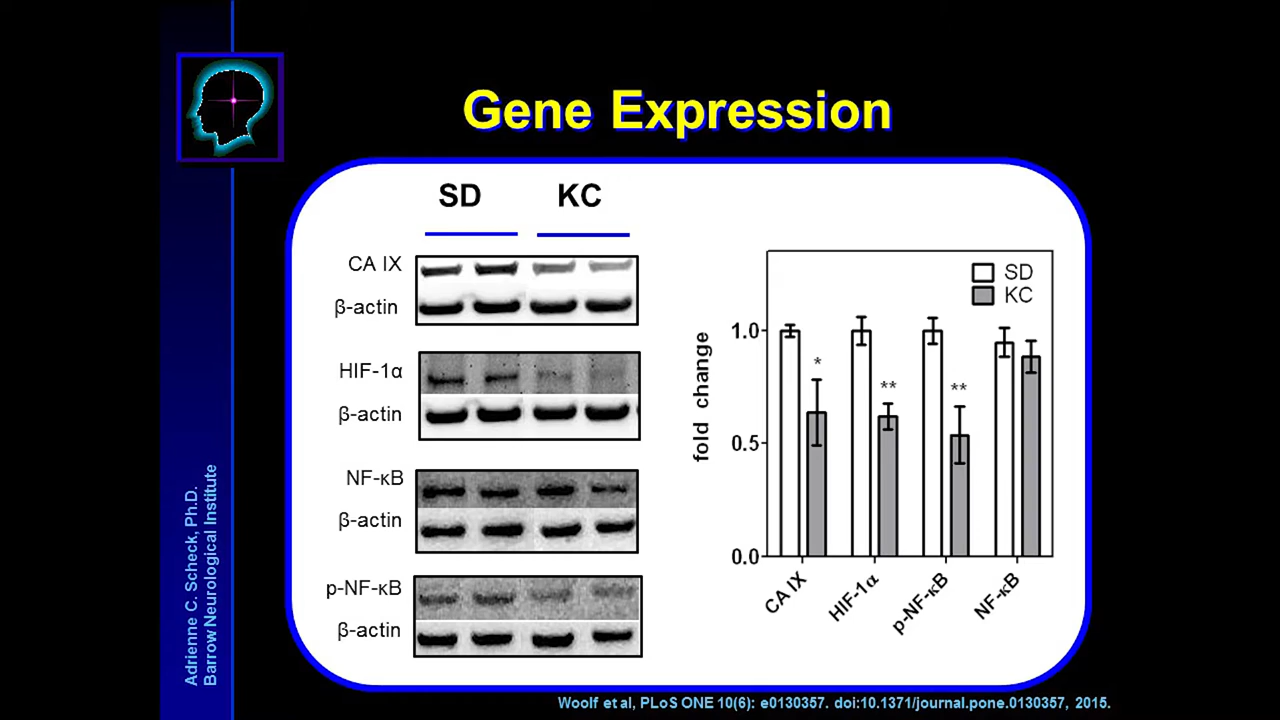 Gene Expression
SD KC
CA IX
β-actin
HIF-1α
β-actin
NF-κB
β-actin
p-NF-κB
β-actin
SD
KC
fold change
1.0
0.5
0.0
*
**
**
CA IX
HIF-1α
p-NF-κB
NF-κB
Adrienne C. Scheck, Ph.D.
Barrow Neurological Institute
Woolf et al, PLoS ONE 10(6): e0130357. doi:10.1371/journal.pone.0130357, 2015.